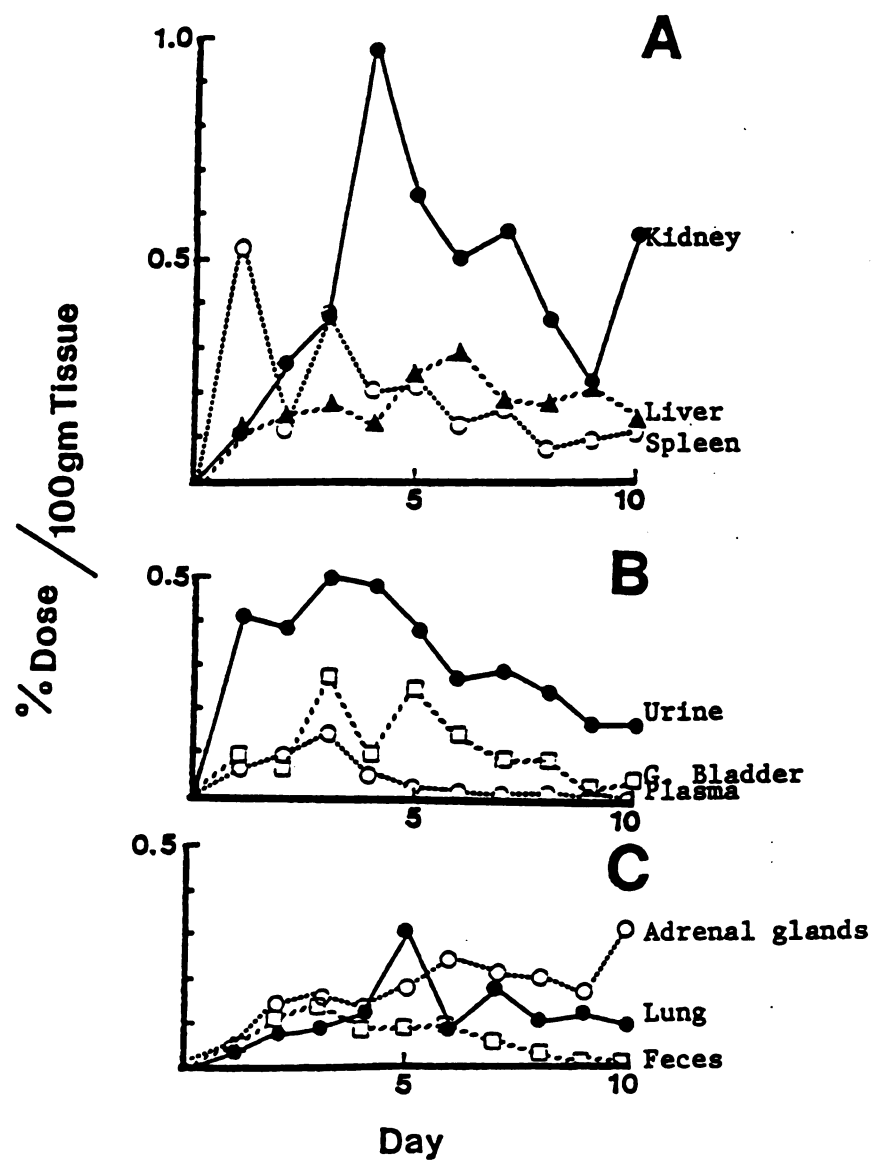 A
1.0
0.5
Kidney
Liver
Spleen
5
10
B
0.5
Urine
G. Bladder
Plasma
5
10
C
0.5
Adrenal glands
Lung
Feces
5
10
Day
% Dose / 100gm Tissue